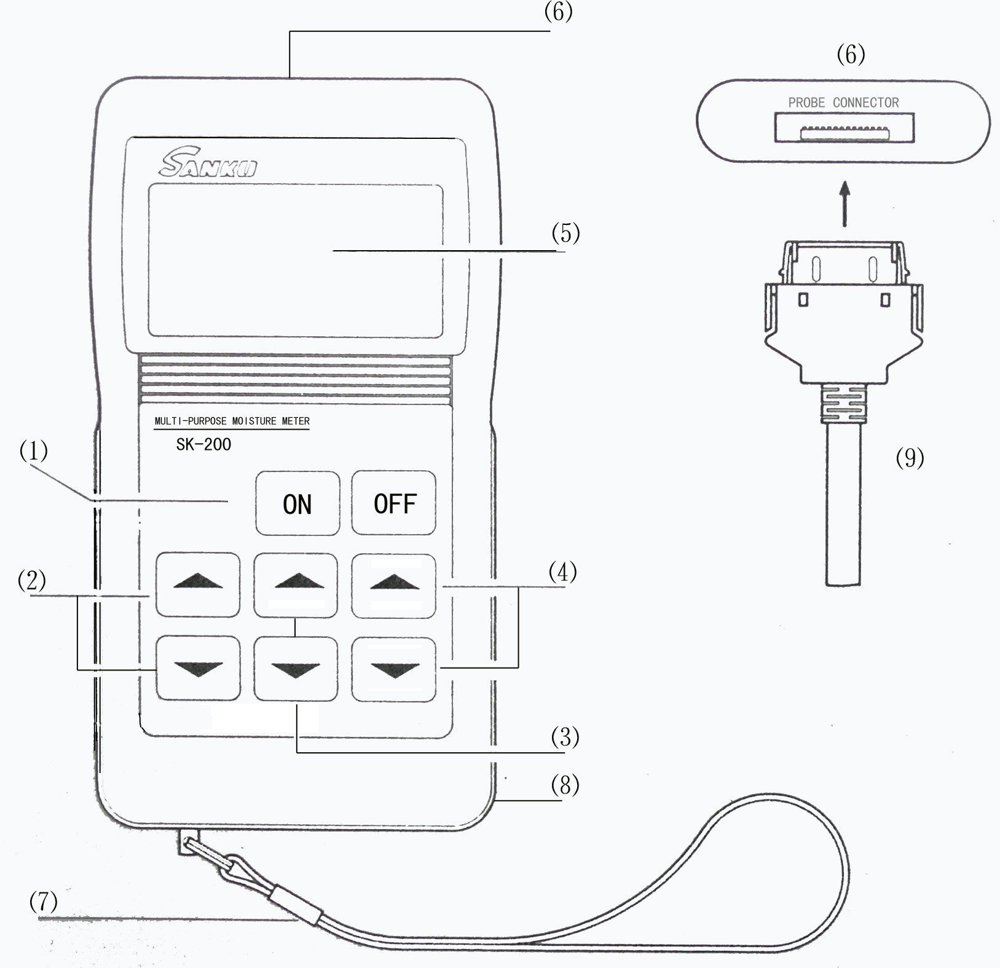 (6)
(6)
PROBE CONNECTOR
SANKU
(5)
MULTI-PURPOSE MOISTURE METER
SK-200
(1)
(9)
ON
OFF
(2)
(4)
(3)
(8)
(7)